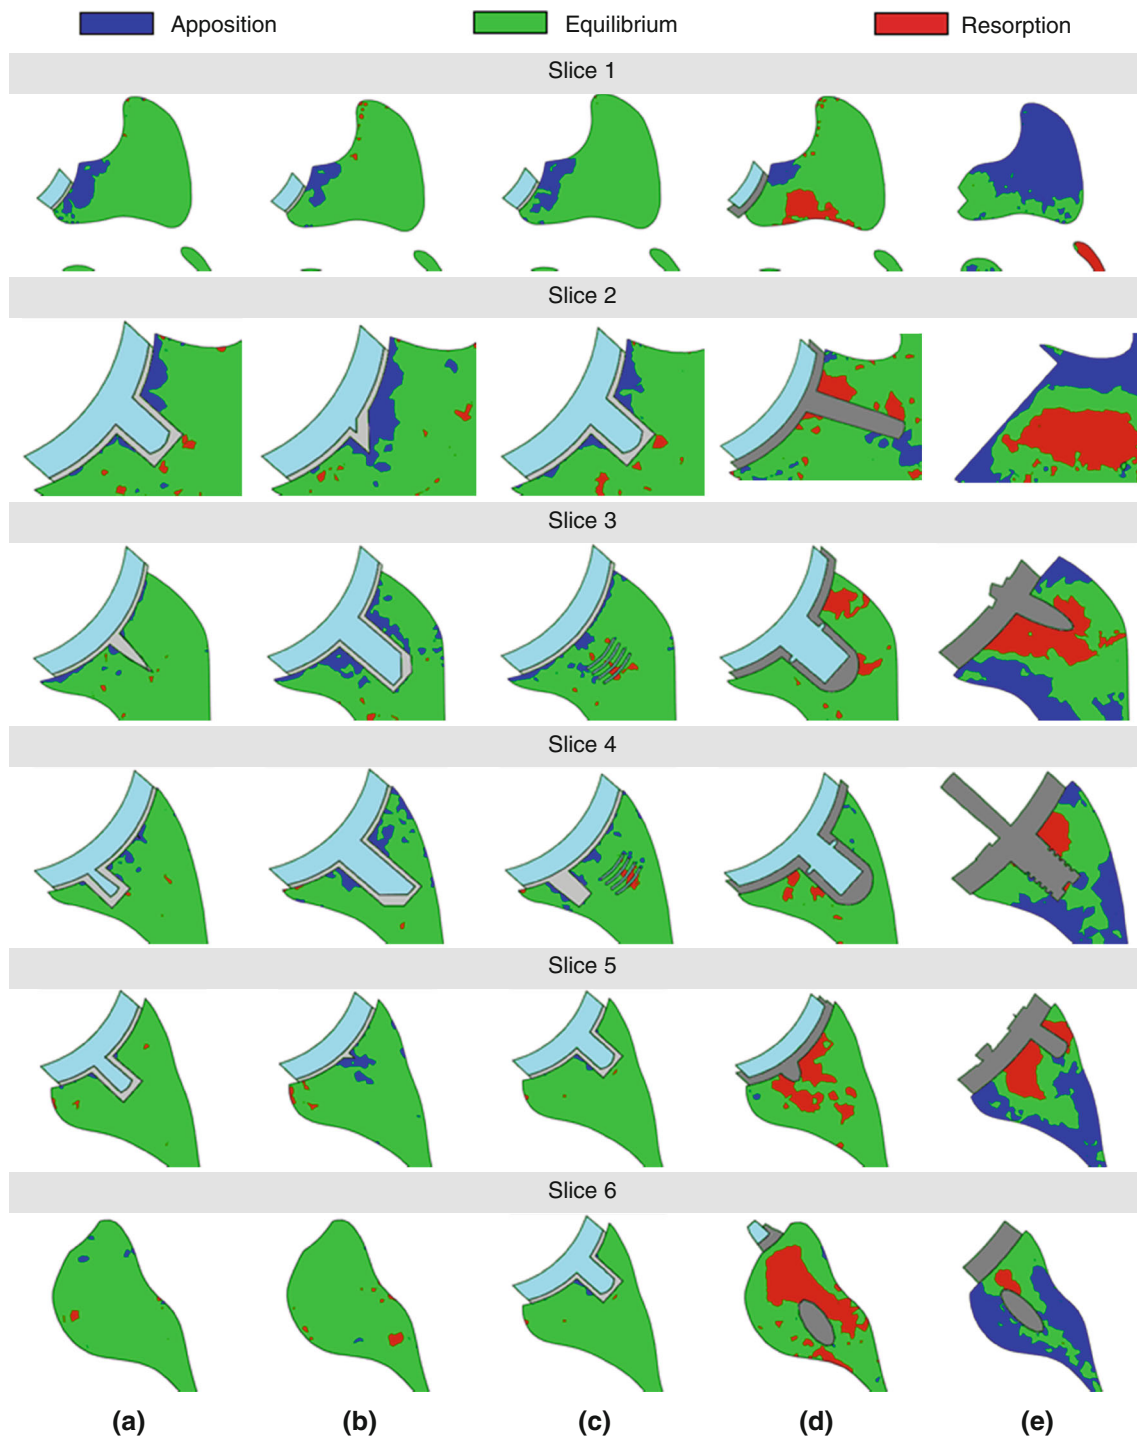 Apposition Equilibrium Resorption
Slice 1
Slice 2
Slice 3
Slice 4
Slice 5
Slice 6
(a) (b) (c) (d) (e)